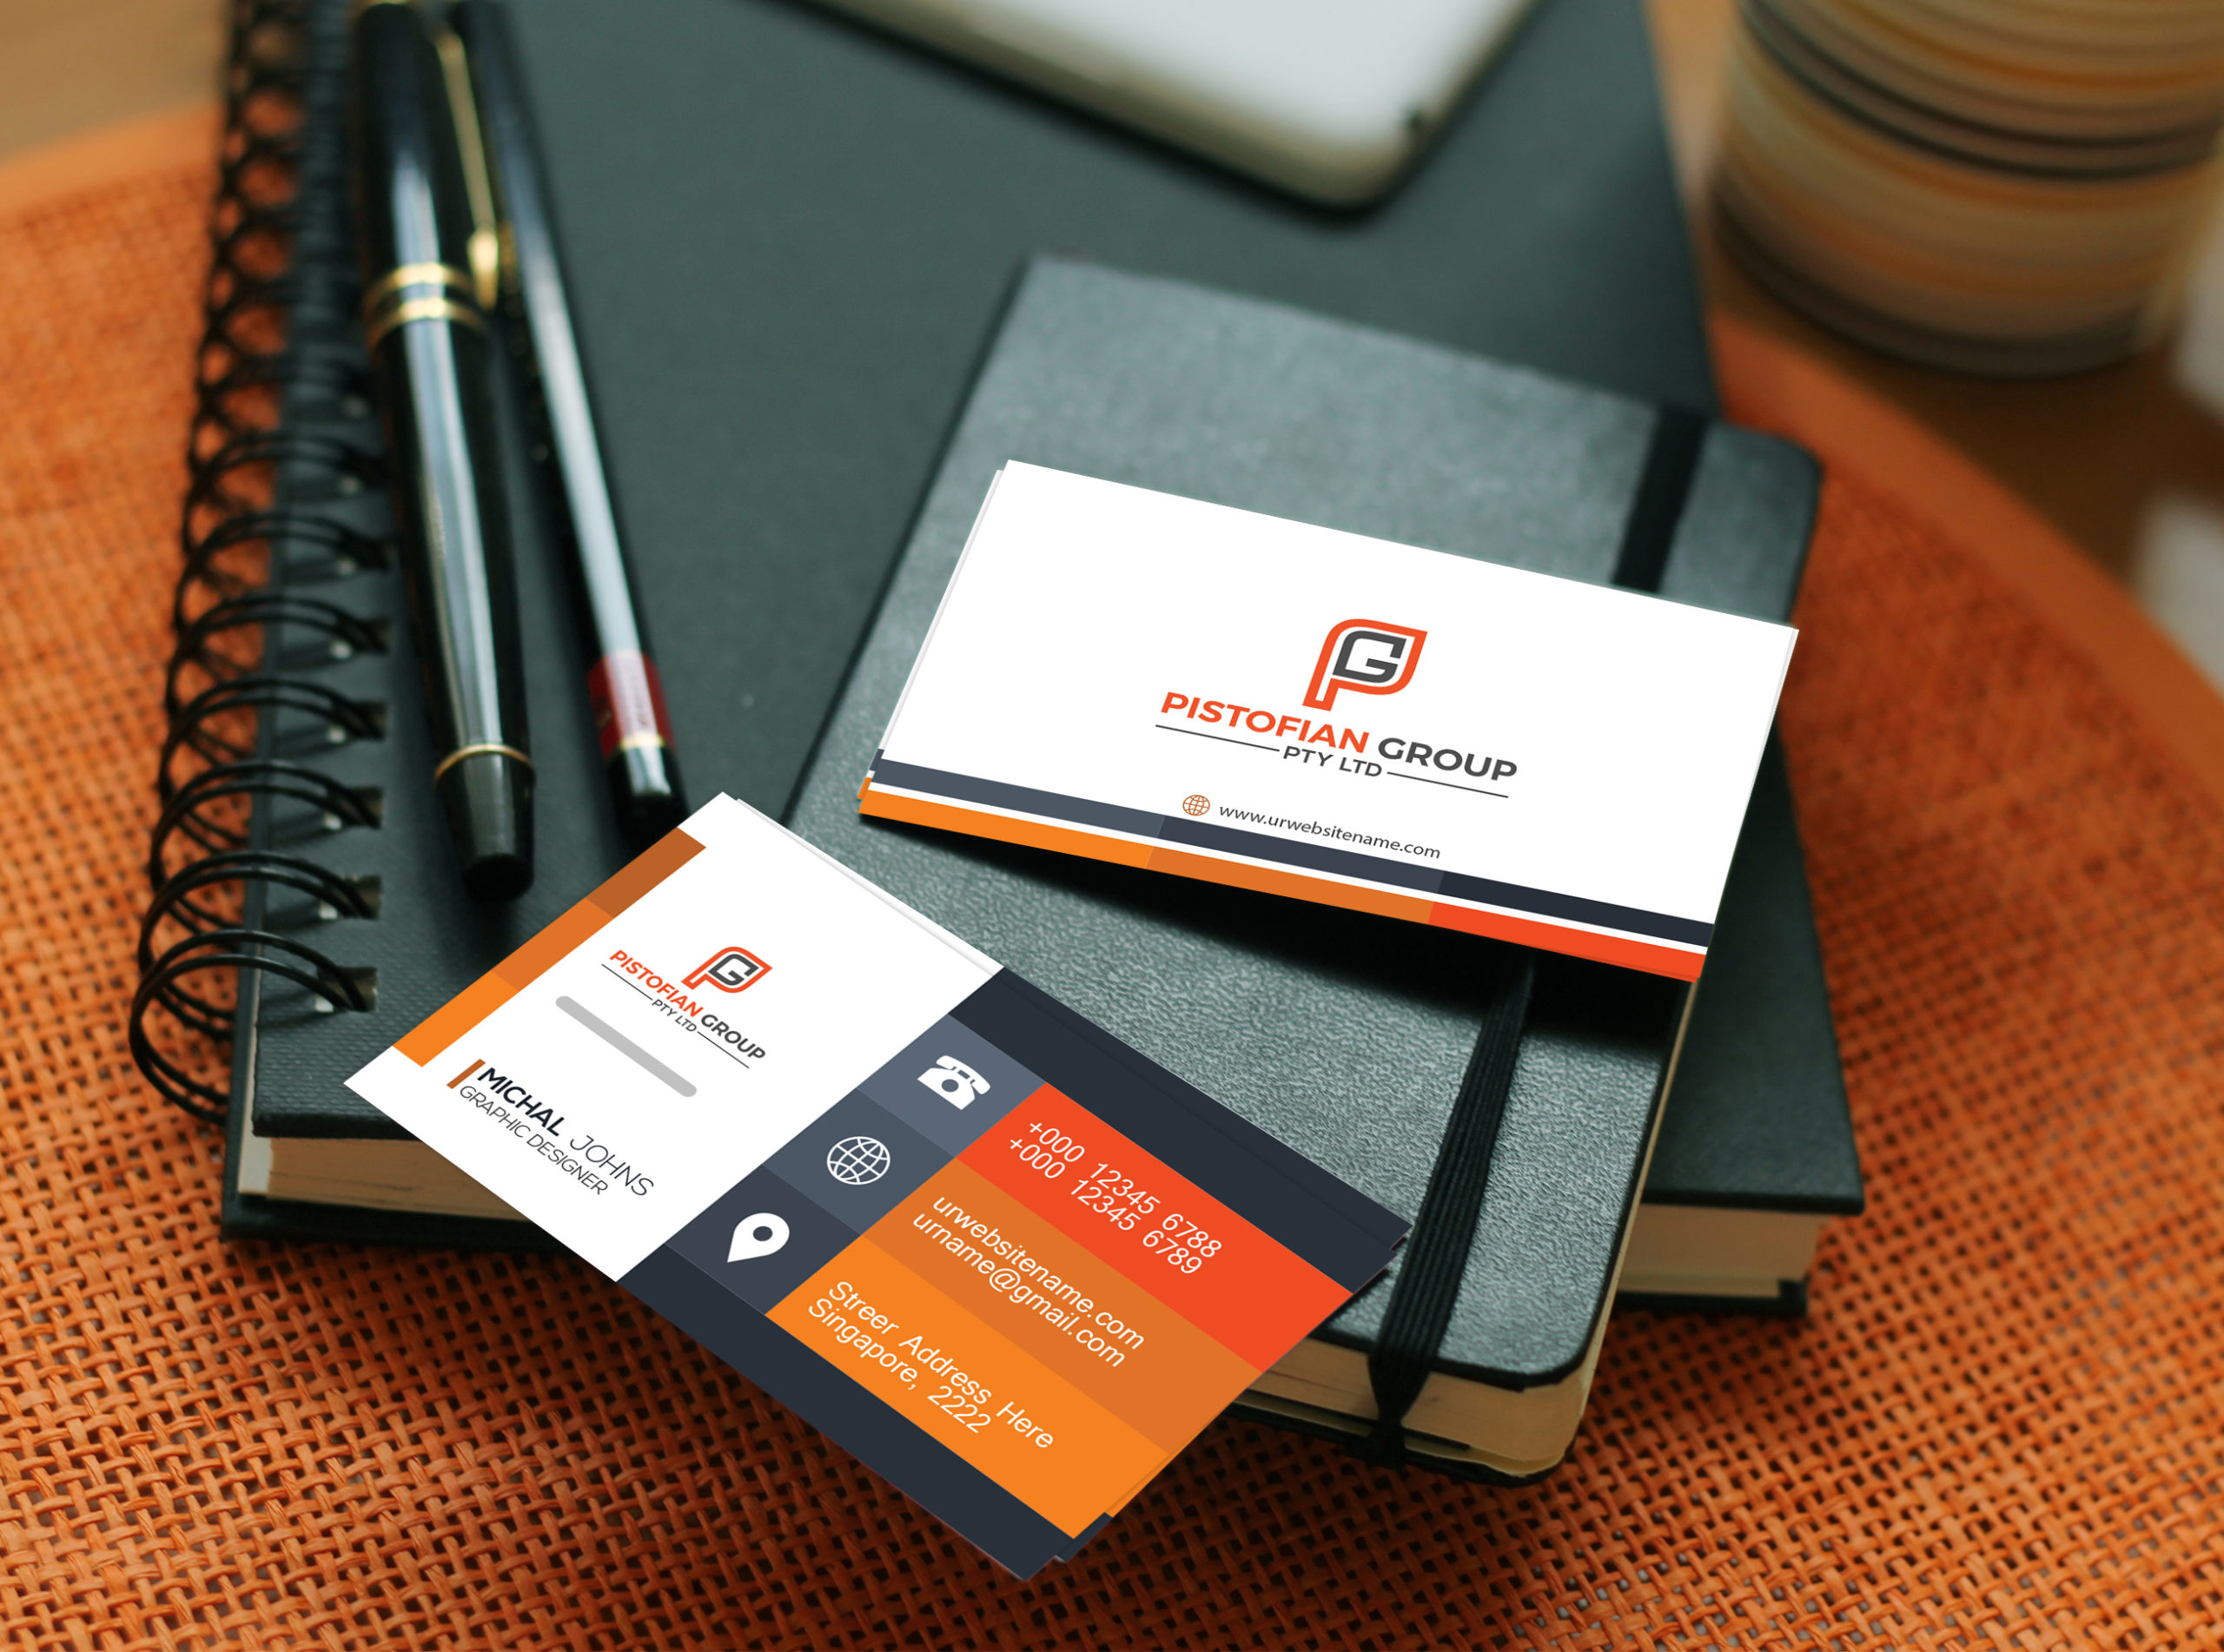 PG
PISTOFIAN GROUP
PTY LTD
www.urwebsitename.com
PG
PISTOFIAN GROUP
PTY LTD
MICHAL JOHNS
GRAPHIC DESIGNER
+000 12345 6788
+000 12345 6789
urwebsitename.com
urname@gmail.com
Streer Address Here
Singapore, 2222